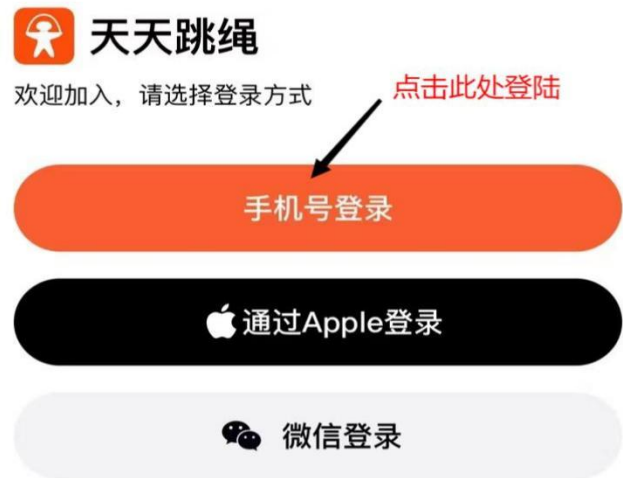 天天跳绳
欢迎加入，请选择登录方式
点击此处登陆
手机号登录
通过Apple登录
微信登录